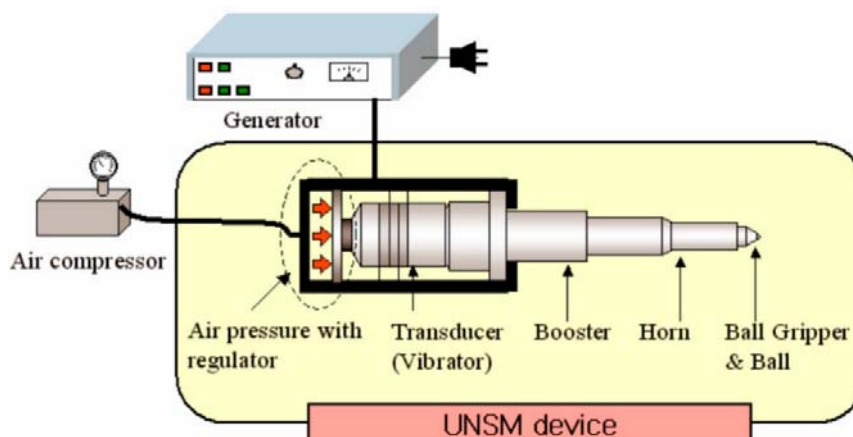 Generator
Air compressor
Air pressure with
regulator
Transducer
(Vibrator)
Booster
Horn
Ball Gripper
& Ball
UNSM device